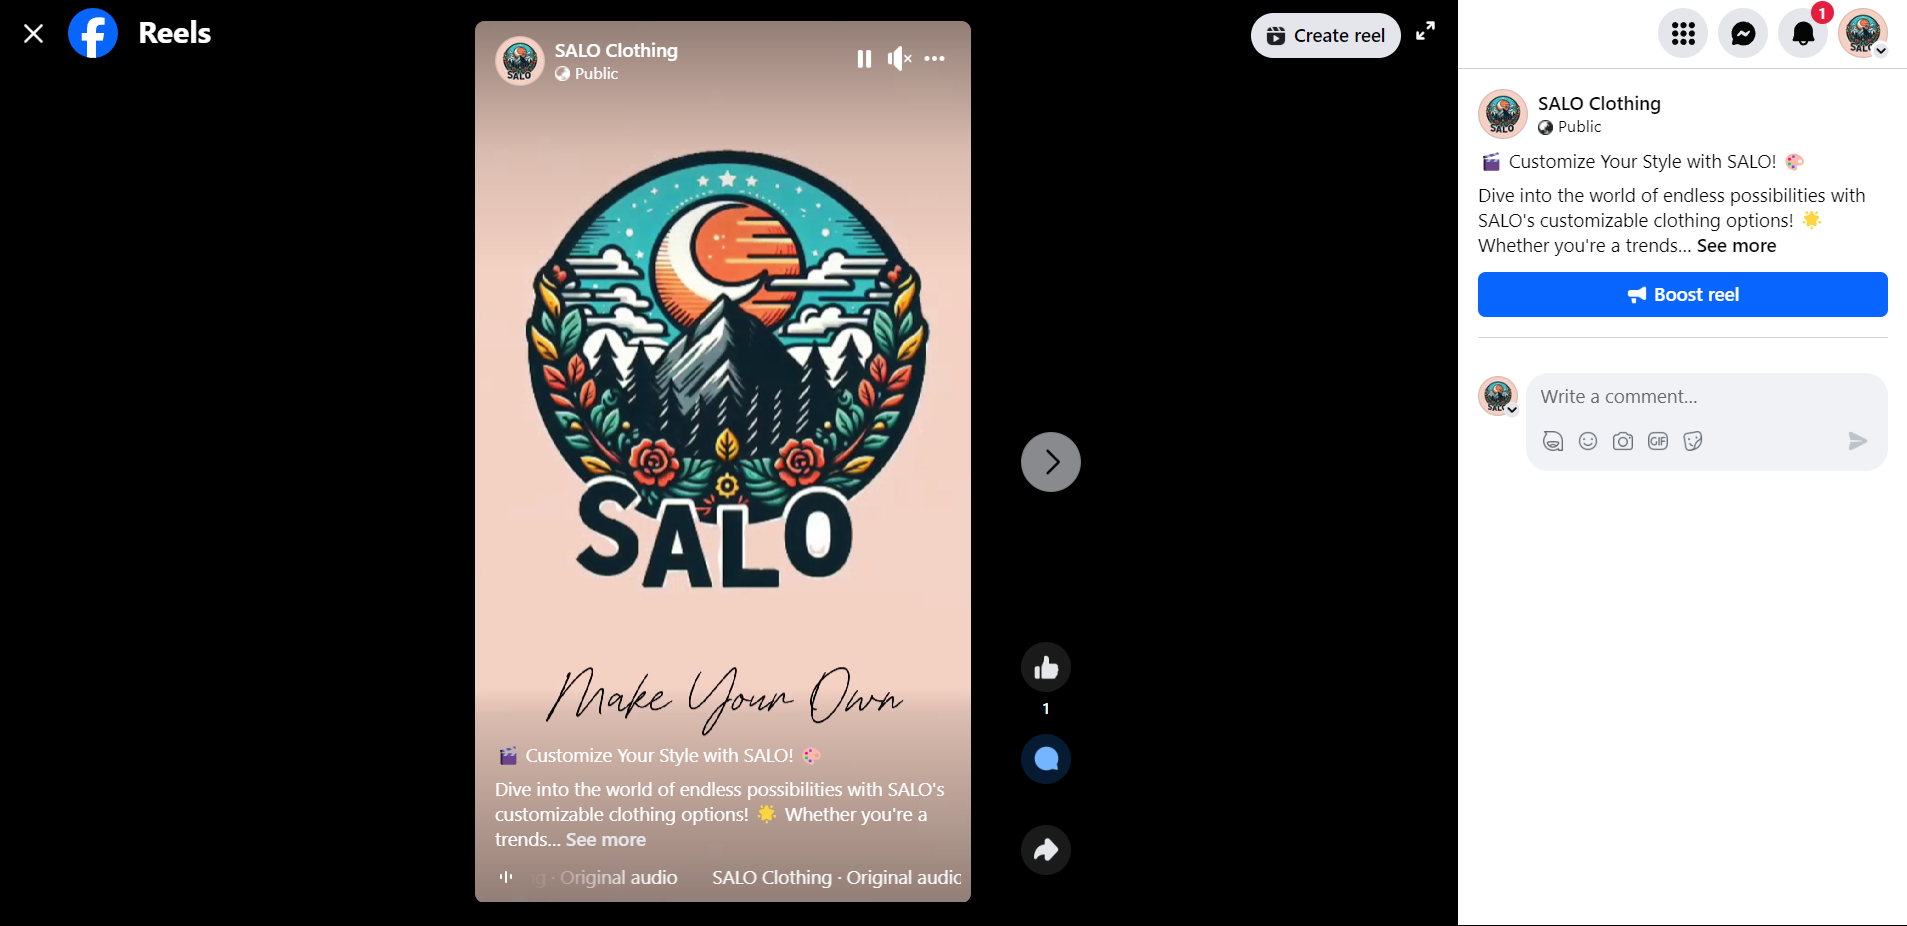 Reels
SALO Clothing
Public
SALO
SALO
Make Your Own
🎬 Customize Your Style with SALO! 🎨
Dive into the world of endless possibilities with SALO's
customizable clothing options! 🌟 Whether you're a
trends... See more
g · Original audio
SALO Clothing · Original audio
Create reel
1
1
SALO Clothing
Public
SALO
🎬 Customize Your Style with SALO! 🎨
Dive into the world of endless possibilities with
SALO's customizable clothing options! 🌟
Whether you're a trends... See more
Boost reel
Write a comment...
GIF